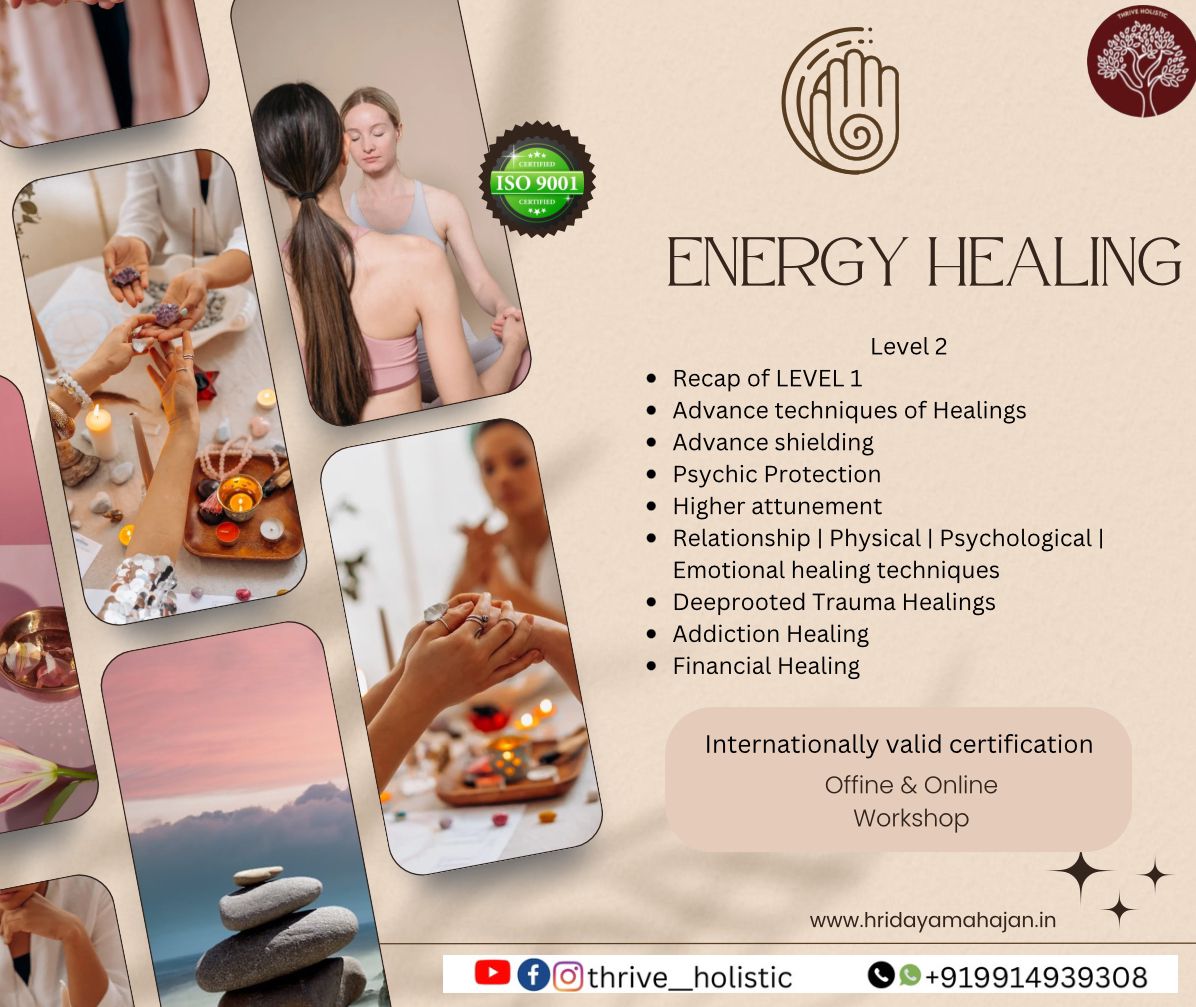 THRIVE HOLISTIC
CERTIFIED
ISO 9001
CERTIFIED
ENERGY HEALING
Level 2
• Recap of LEVEL 1
• Advance techniques of Healings
• Advance shielding
• Psychic Protection
• Higher attunement
• Relationship | Physical | Psychological |
Emotional healing techniques
• Deeprooted Trauma Healings
• Addiction Healing
• Financial Healing
Internationally valid certification
Offine & Online
Workshop
www.hridayamahajan.in
thrive__holistic
+919914939308